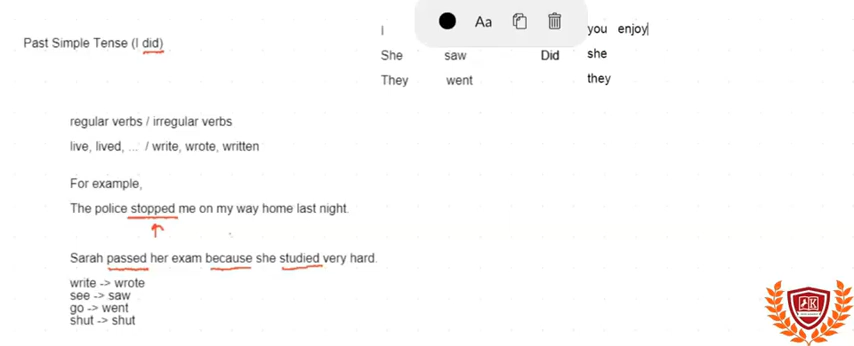 Past Simple Tense (I did)
I
She saw
They went
Aa
Did
you enjoy
she
they
regular verbs / irregular verbs
live, lived, ... / write, wrote, written
For example,
The police stopped me on my way home last night.
Sarah passed her exam because she studied very hard.
write -> wrote
see -> saw
go -> went
shut -> shut